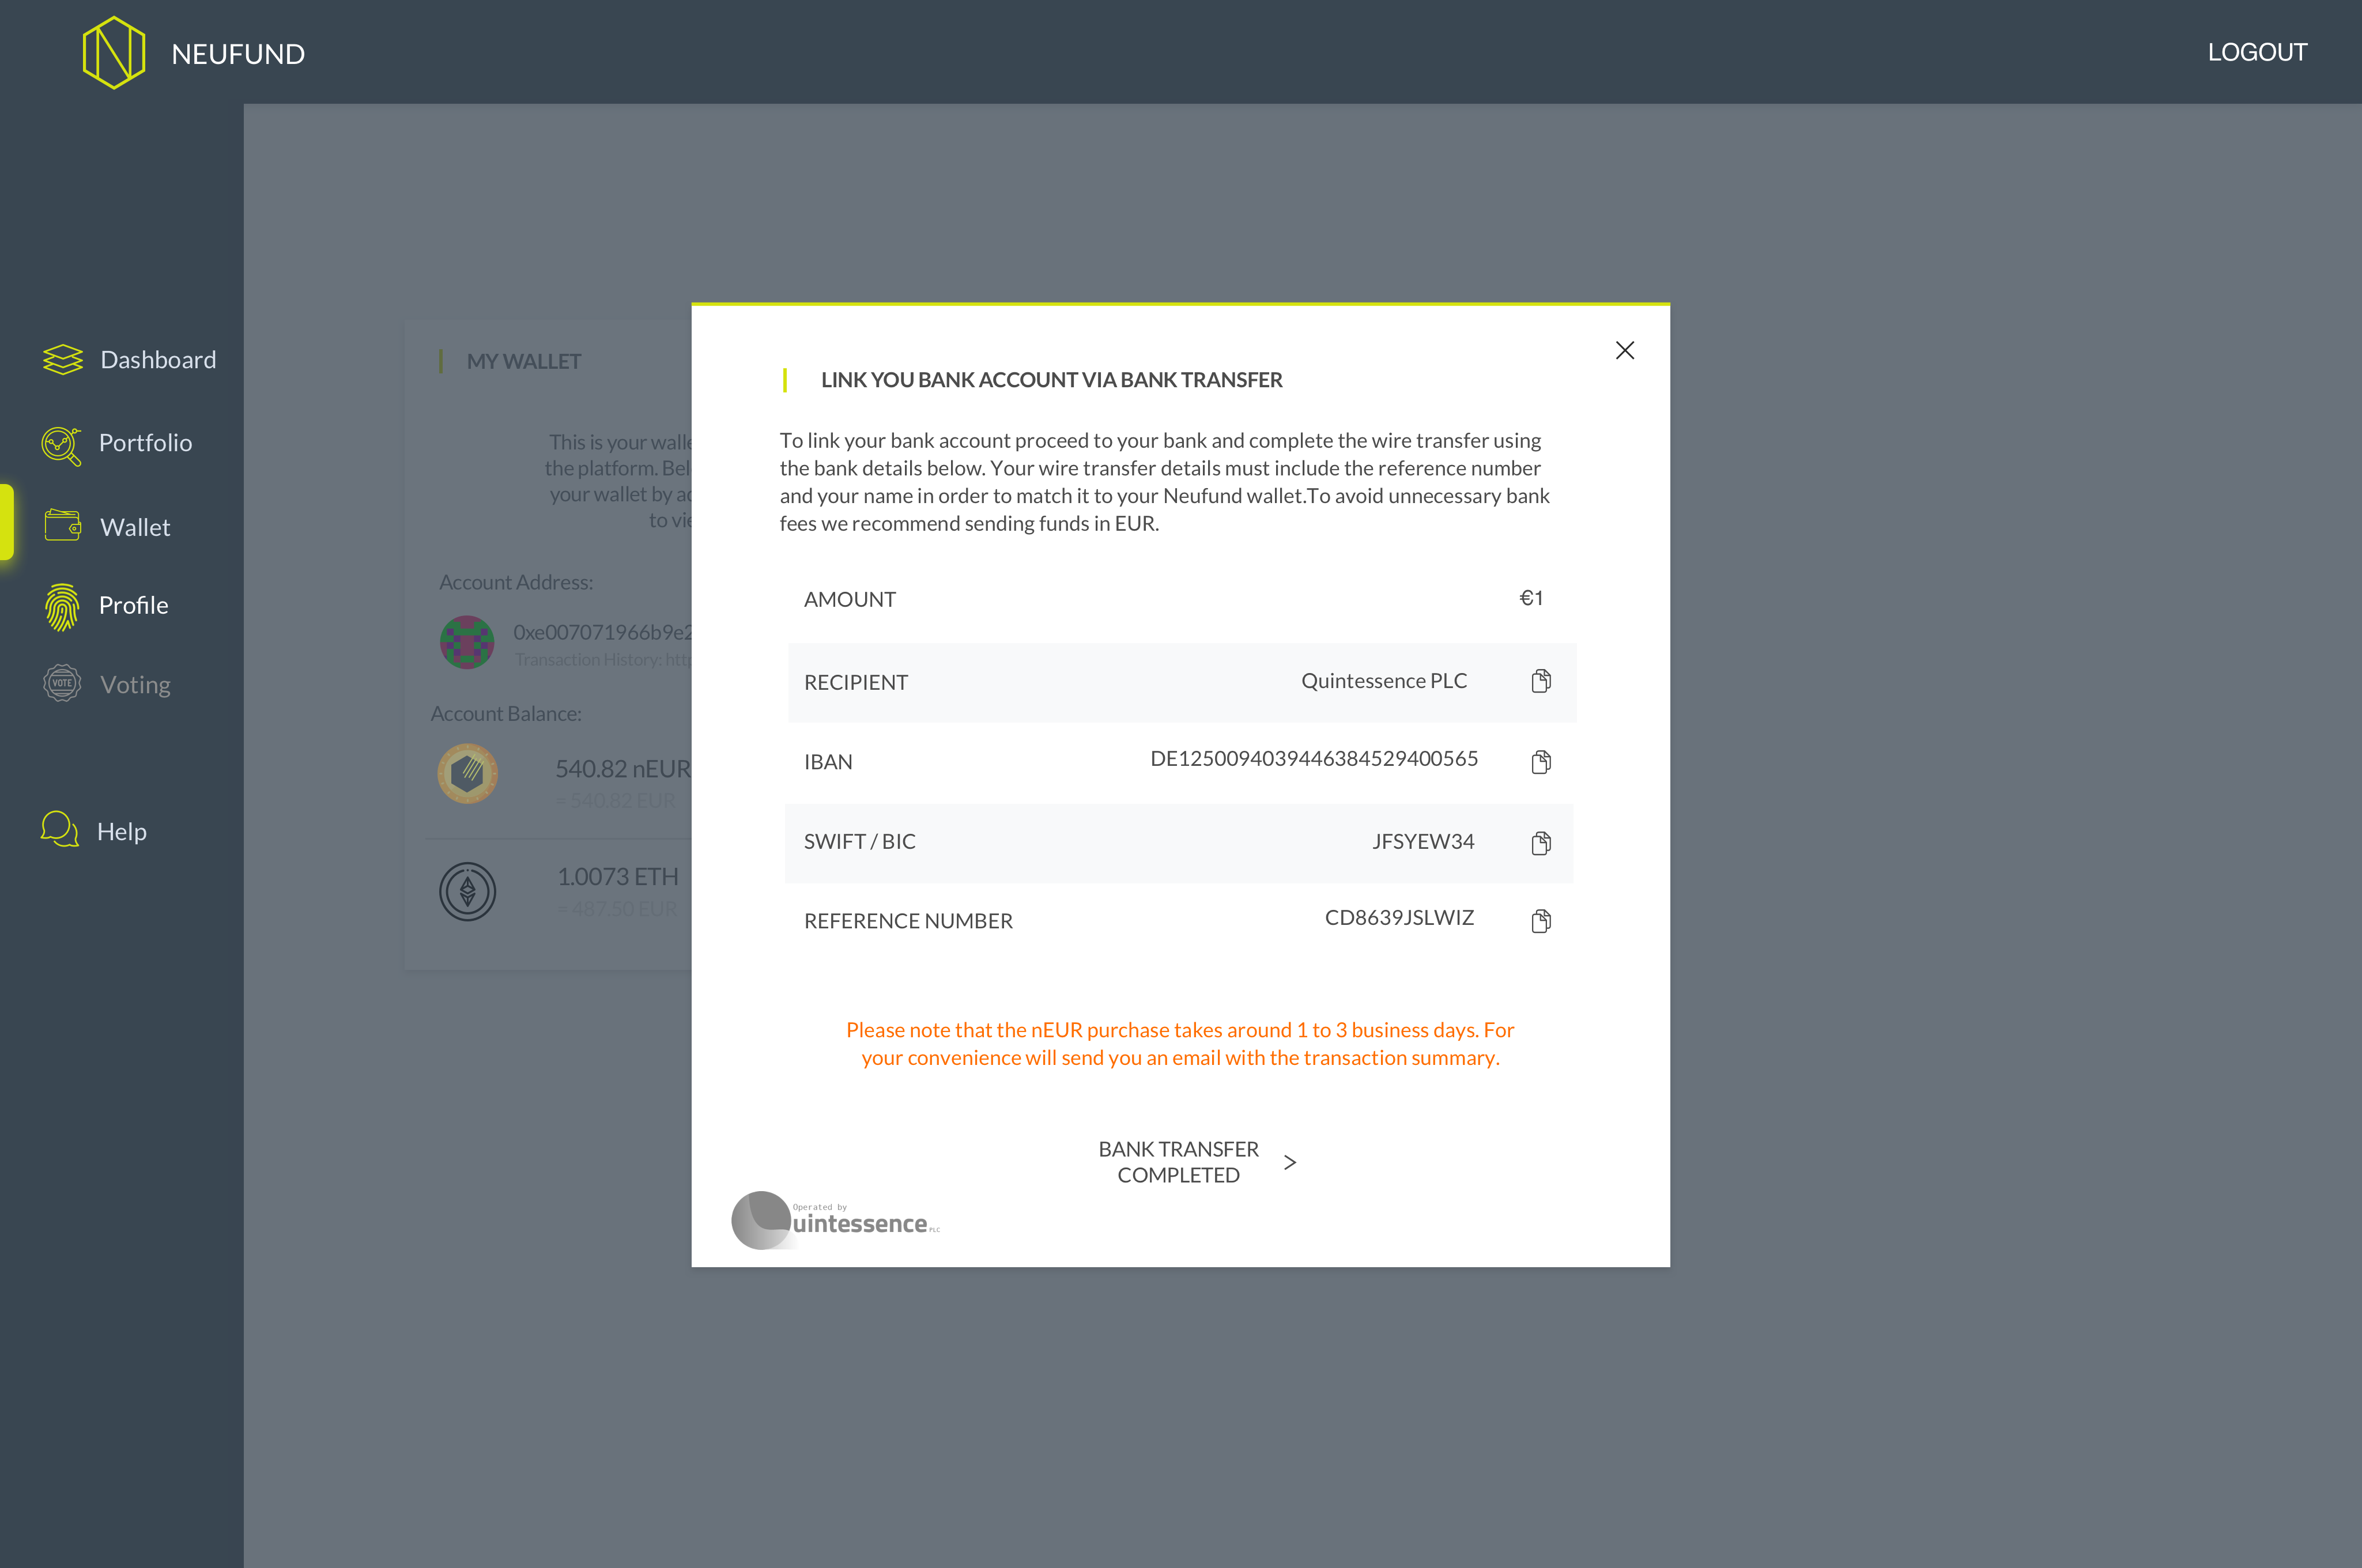 NEUFUND
LOGOUT
Dashboard
Portfolio
Wallet
Profile
VOTE
Voting
Help
MY WALLET
This is your walle
the platform. Bel
your wallet by ac
to vie
Account Address:
0xe007071966b9e2
Transaction History: http
Account Balance:
540.82 nEUR
= 540.82 EUR
1.0073 ETH
= 487.50 EUR
LINK YOU BANK ACCOUNT VIA BANK TRANSFER
To link your bank account proceed to your bank and complete the wire transfer using
the bank details below. Your wire transfer details must include the reference number
and your name in order to match it to your Neufund wallet.To avoid unnecessary bank
fees we recommend sending funds in EUR.
AMOUNT €1
RECIPIENT Quintessence PLC
IBAN DE12500940394463845294​00565
SWIFT / BIC JFSYEW34
REFERENCE NUMBER CD8639JSLWIZ
Please note that the nEUR purchase takes around 1 to 3 business days. For
your convenience will send you an email with the transaction summary.
BANK TRANSFER
COMPLETED
Operated by
uintessence PLC